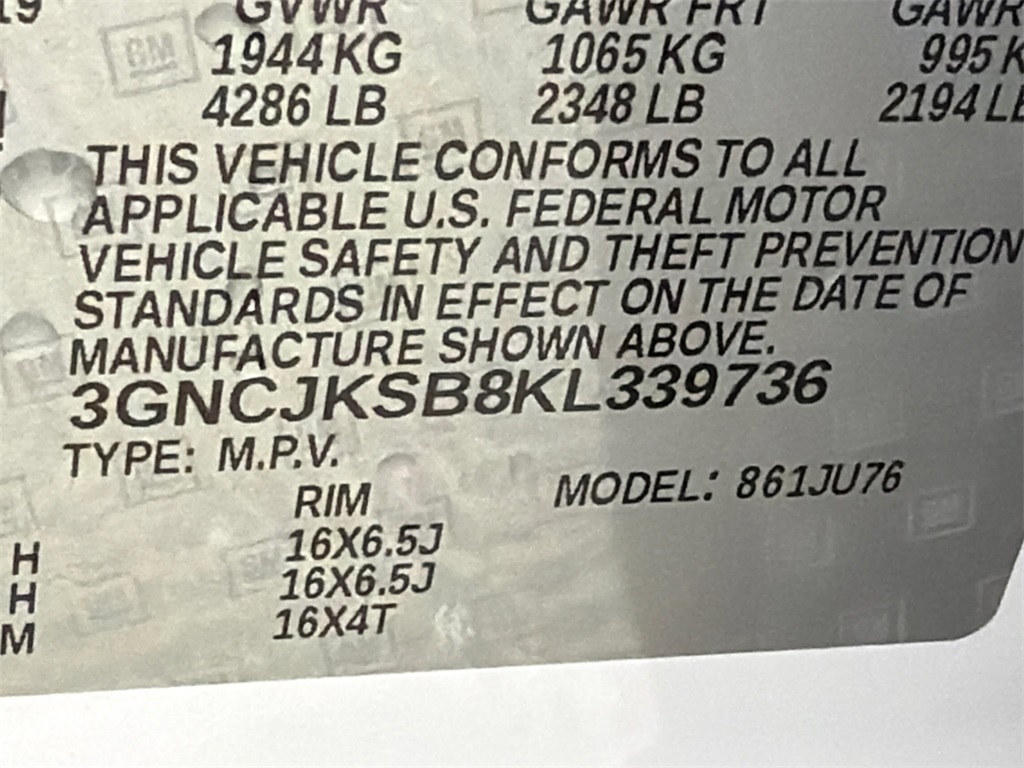 19 GVWR GAWR FRT GAWR
1944 KG 1065 KG 995 K
4286 LB 2348 LB 2194 LB
THIS VEHICLE CONFORMS TO ALL
APPLICABLE U.S. FEDERAL MOTOR
VEHICLE SAFETY AND THEFT PREVENTION
STANDARDS IN EFFECT ON THE DATE OF
MANUFACTURE SHOWN ABOVE.
3GNCJKSB8KL339736
TYPE: M.P.V.
RIM MODEL: 861JU76
H 16X6.5J
H 16X6.5J
M 16X4T